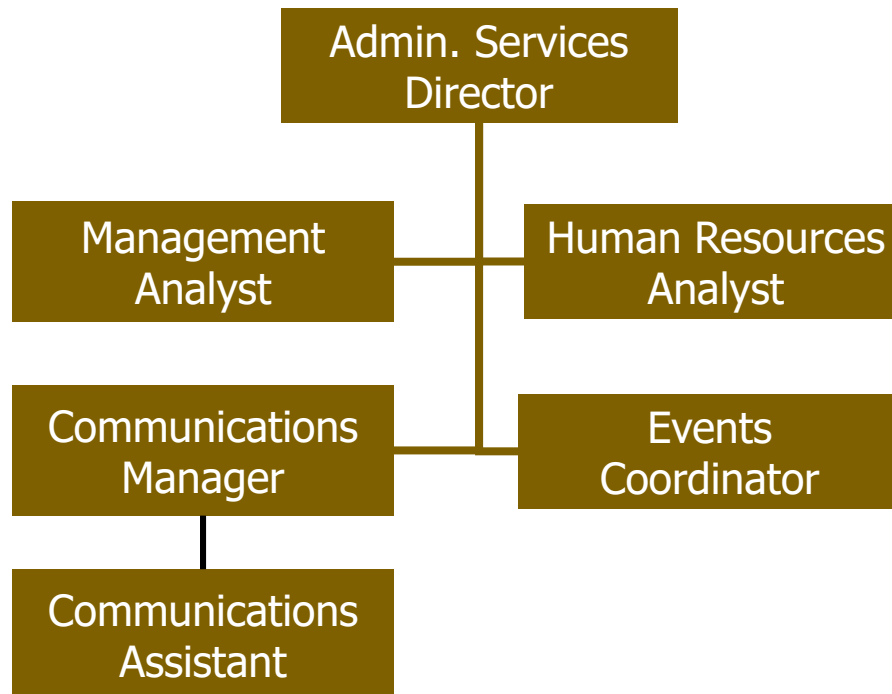 Admin. Services
Director
Management
Analyst
Human Resources
Analyst
Communications
Manager
Events
Coordinator
Communications
Assistant